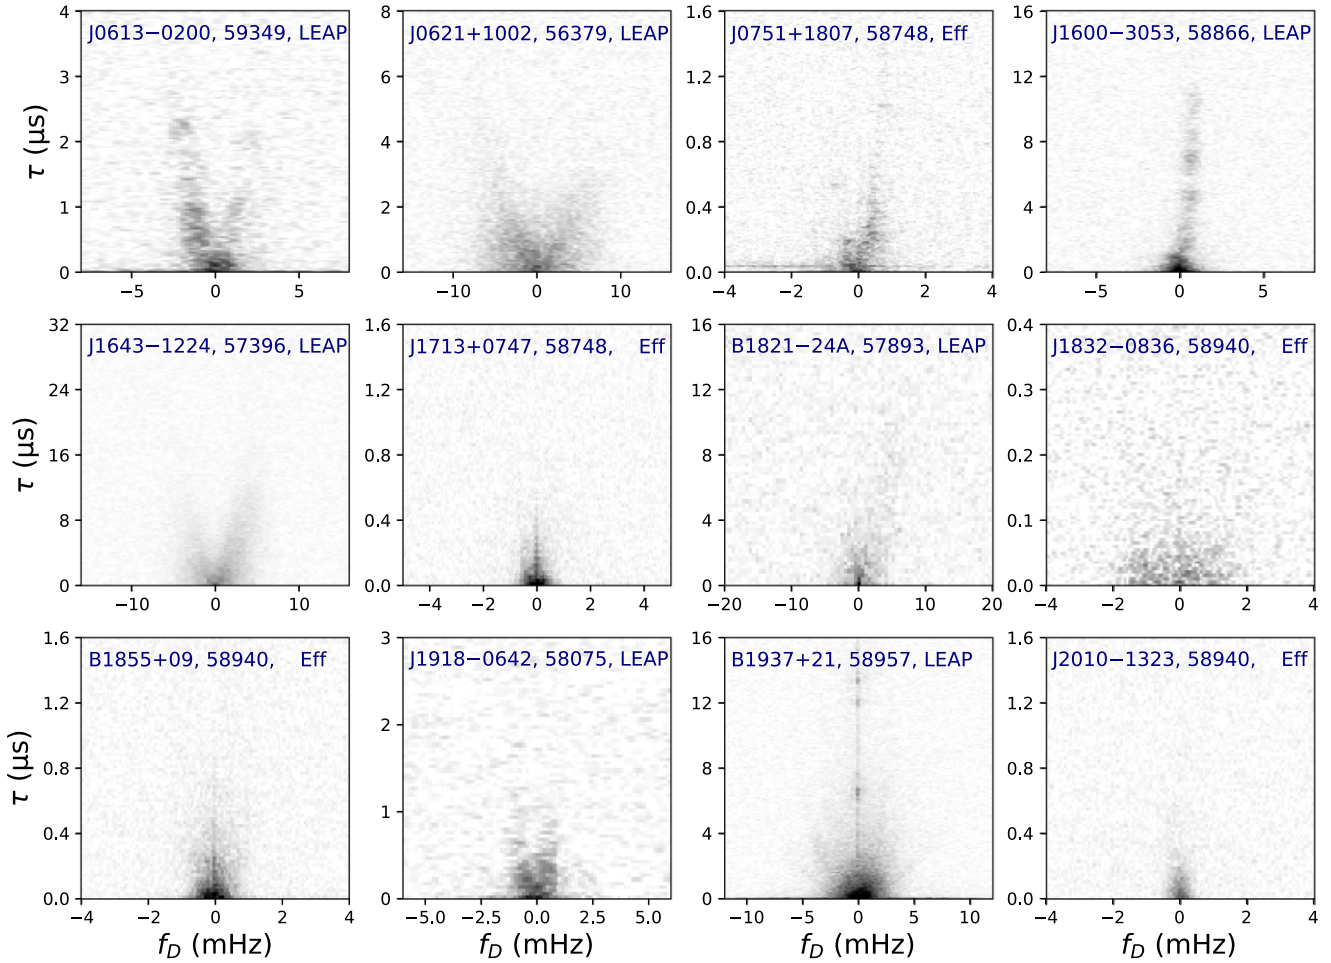 J0613−0200, 59349, LEAP
J0621+1002, 56379, LEAP
J0751+1807, 58748, Eff
J1600−3053, 58866, LEAP
τ (μs)
4
3
2
1
0
8
6
4
2
0
1.6
1.2
0.8
0.4
0.0
16
12
8
4
0
−5 0 5
−10 0 10
−4 −2 0 2 4
−5 0 5
J1643−1224, 57396, LEAP
J1713+0747, 58748, Eff
B1821−24A, 57893, LEAP
J1832−0836, 58940, Eff
τ (μs)
32
24
16
8
0
1.6
1.2
0.8
0.4
0.0
16
12
8
4
0
0.4
0.3
0.2
0.1
0.0
−10 0 10
−4 −2 0 2 4
−20 −10 0 10 20
−4 −2 0 2 4
B1855+09, 58940, Eff
J1918−0642, 58075, LEAP
B1937+21, 58957, LEAP
J2010−1323, 58940, Eff
τ (μs)
1.6
1.2
0.8
0.4
0.0
3
2
1
0
16
12
8
4
0
1.6
1.2
0.8
0.4
0.0
−4 −2 0 2 4
−5.0 −2.5 0.0 2.5 5.0
−10 −5 0 5 10
−4 −2 0 2 4
f_D (mHz)
f_D (mHz)
f_D (mHz)
f_D (mHz)